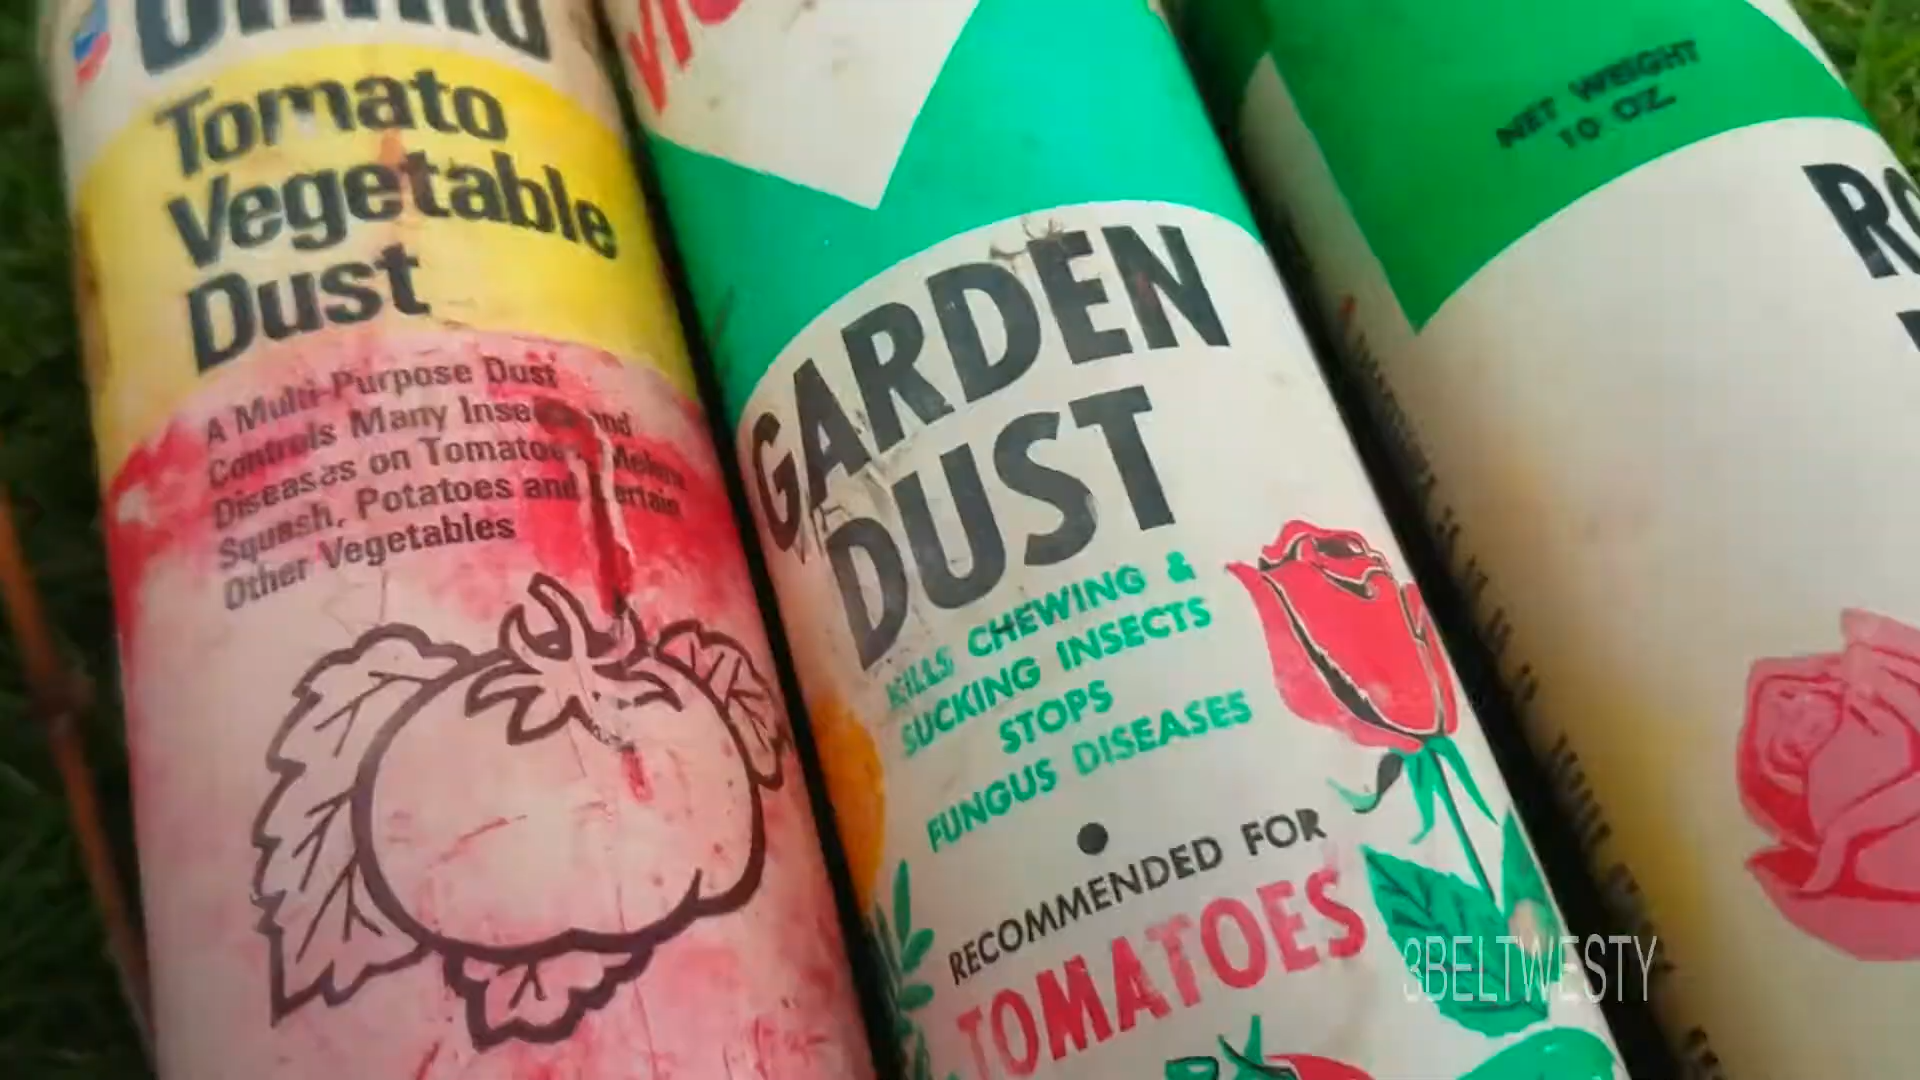 Tomato
Vegetable
Dust
A Multi-Purpose Dust
Controls Many Insects and
Diseases on Tomatoes, Melons
Squash, Potatoes and Certain
Other Vegetables
GARDEN
DUST
KILLS CHEWING &
SUCKING INSECTS
STOPS
FUNGUS DISEASES
RECOMMENDED FOR
TOMATOES
NET WEIGHT
10 OZ.
3BELTWESTY